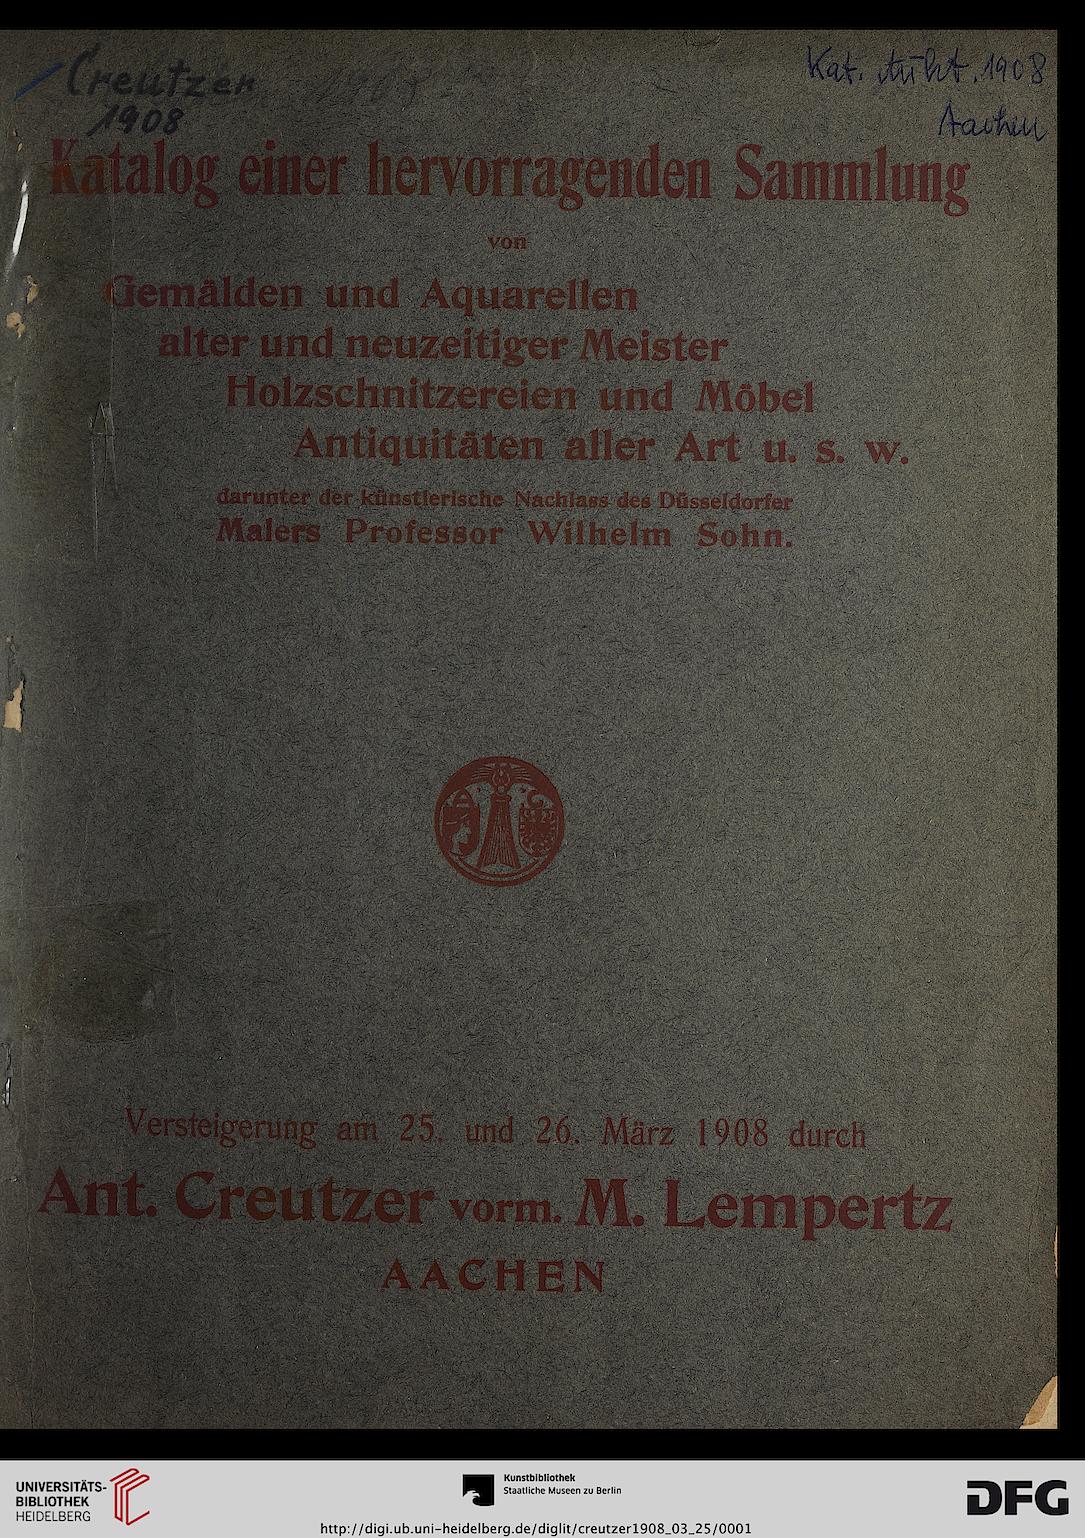 Creutzer
1908
Kat. 1908
Aachen
Katalog einer hervorragenden Sammlung
von
Gemälden und Aquarellen
alter und neuzeitiger Meister
Holzschnitzereien und Möbel
Antiquitäten aller Art u. s. w.
darunter der künstlerische Nachlass des Düsseldorfer
Malers Professor Wilhelm Sohn.
Versteigerung am 25. und 26. März 1908 durch
Ant. Creutzer vorm. M. Lempertz
AACHEN
UNIVERSITÄTS-
BIBLIOTHEK
HEIDELBERG
Kunstbibliothek
Staatliche Museen zu Berlin
DFG
http://digi.ub.uni-heidelberg.de/diglit/creutzer1908_03_25/0001